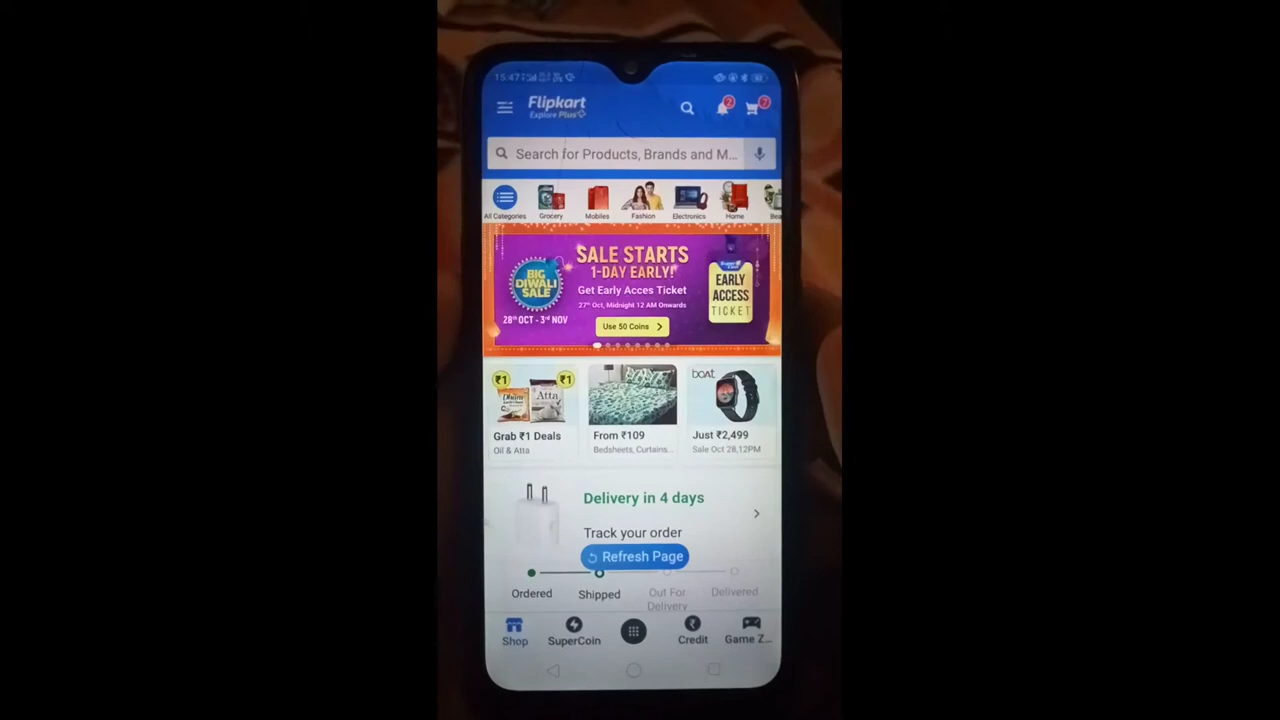 15:47
Flipkart
Explore Plus
2
7
Search for Products, Brands and M...
All Categories
Grocery
Mobiles
Fashion
Electronics
Home
Bea
BIG
DIWALI
SALE
28th OCT - 3rd NOV
SALE STARTS
1-DAY EARLY!
Get Early Acces Ticket
27th Oct, Midnight 12 AM Onwards
Use 50 Coins
EARLY
ACCESS
TICKET
₹1
₹1
Atta
Grab ₹1 Deals
Oil & Atta
From ₹109
Bedsheets, Curtains...
boAt
Just ₹2,499
Sale Oct 28,12PM
Delivery in 4 days
Track your order
Refresh Page
Ordered
Shipped
Out For
Delivery
Delivered
Shop
SuperCoin
Credit
Game Z...